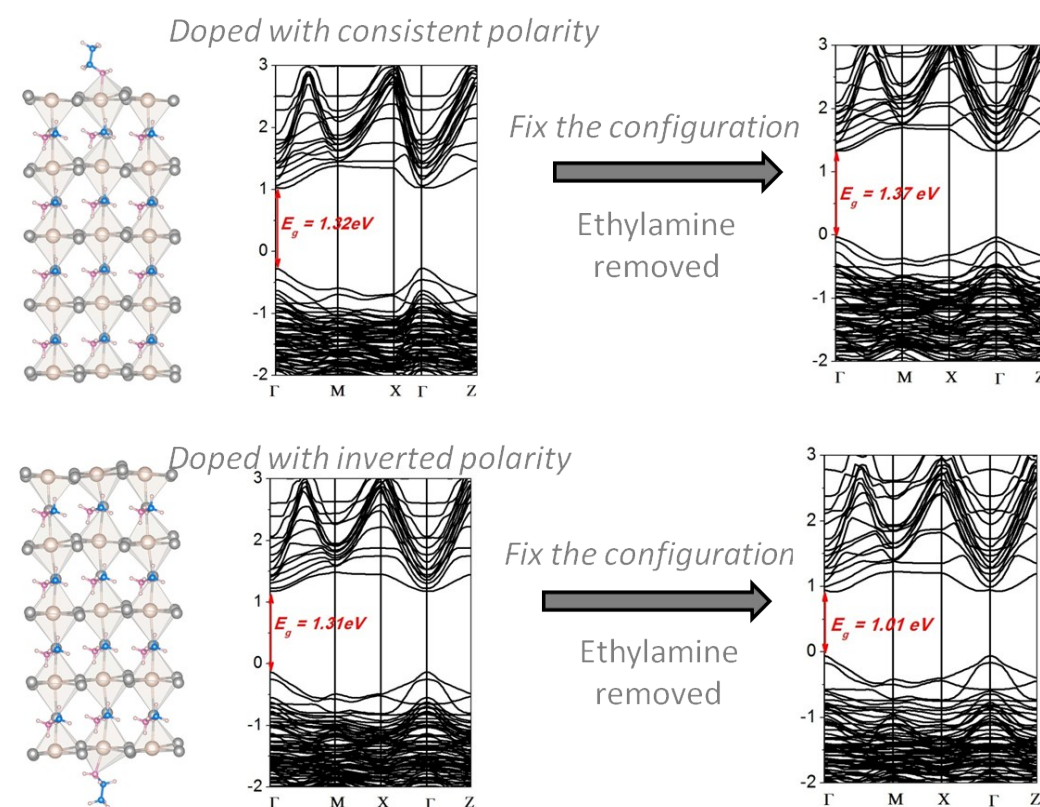 Doped with consistent polarity
3
2
1
0
-1
-2
E_g = 1.32eV
Γ M X Γ Z
Fix the configuration
Ethylamine
removed
3
2
1
0
-1
-2
E_g = 1.37 eV
Γ M X Γ Z
Doped with inverted polarity
3
2
1
0
-1
-2
E_g = 1.31eV
Γ M X Γ Z
Fix the configuration
Ethylamine
removed
3
2
1
0
-1
-2
E_g = 1.01 eV
Γ M X Γ Z